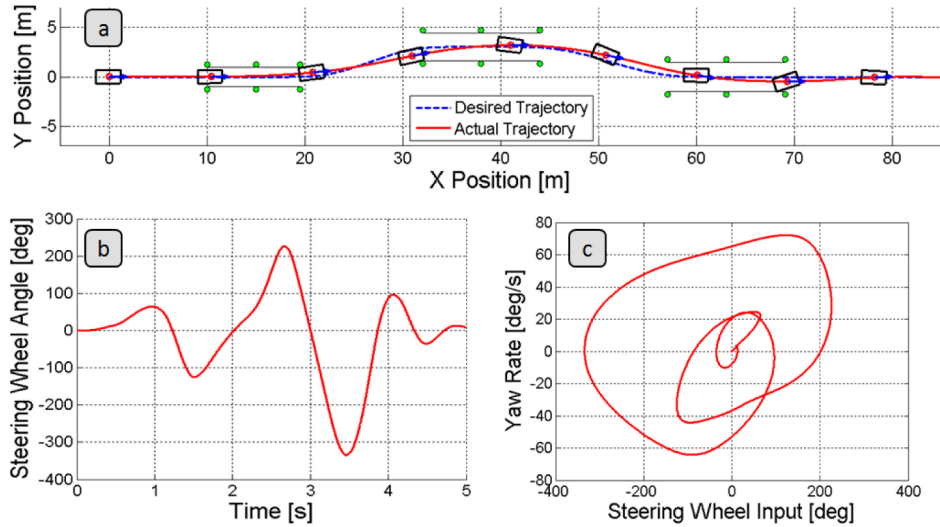 a
5
0
-5
Y Position [m]
Desired Trajectory
Actual Trajectory
0 10 20 30 40 50 60 70 80
X Position [m]
b
300
200
100
0
-100
-200
-300
-400
Steering Wheel Angle [deg]
0 1 2 3 4 5
Time [s]
c
80
60
40
20
0
-20
-40
-60
-80
Yaw Rate [deg/s]
-400 -200 0 200 400
Steering Wheel Input [deg]